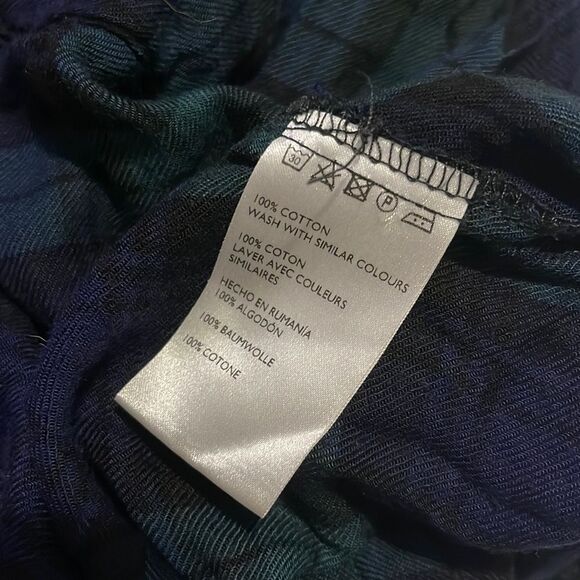 30 P
100% COTTON
WASH WITH SIMILAR COLOURS
100% COTON
LAVER AVEC COULEURS
SIMILAIRES
HECHO EN RUMANÍA
100% ALGODÓN
100% BAUMWOLLE
100% COTONE